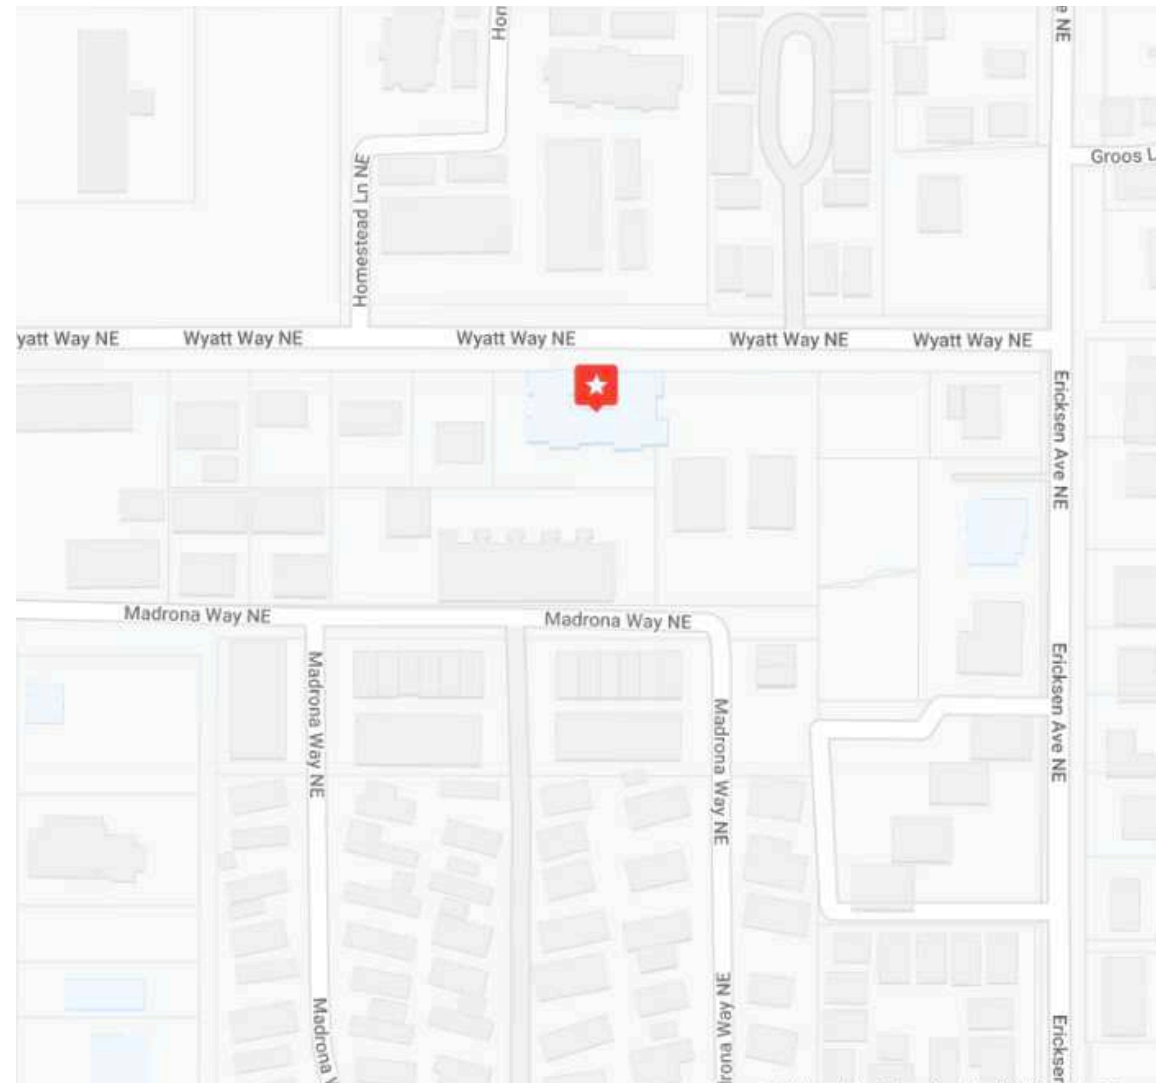 Hon
e NE
Groos L
Homestead Ln NE
yatt Way NE
Wyatt Way NE
Wyatt Way NE
Wyatt Way NE
Wyatt Way NE
Ericksen Ave NE
Madrona Way NE
Madrona Way NE
Madrona Way NE
Ericksen Ave NE
Madrona Way NE
rona Way NE
Madrona W
Ericksen